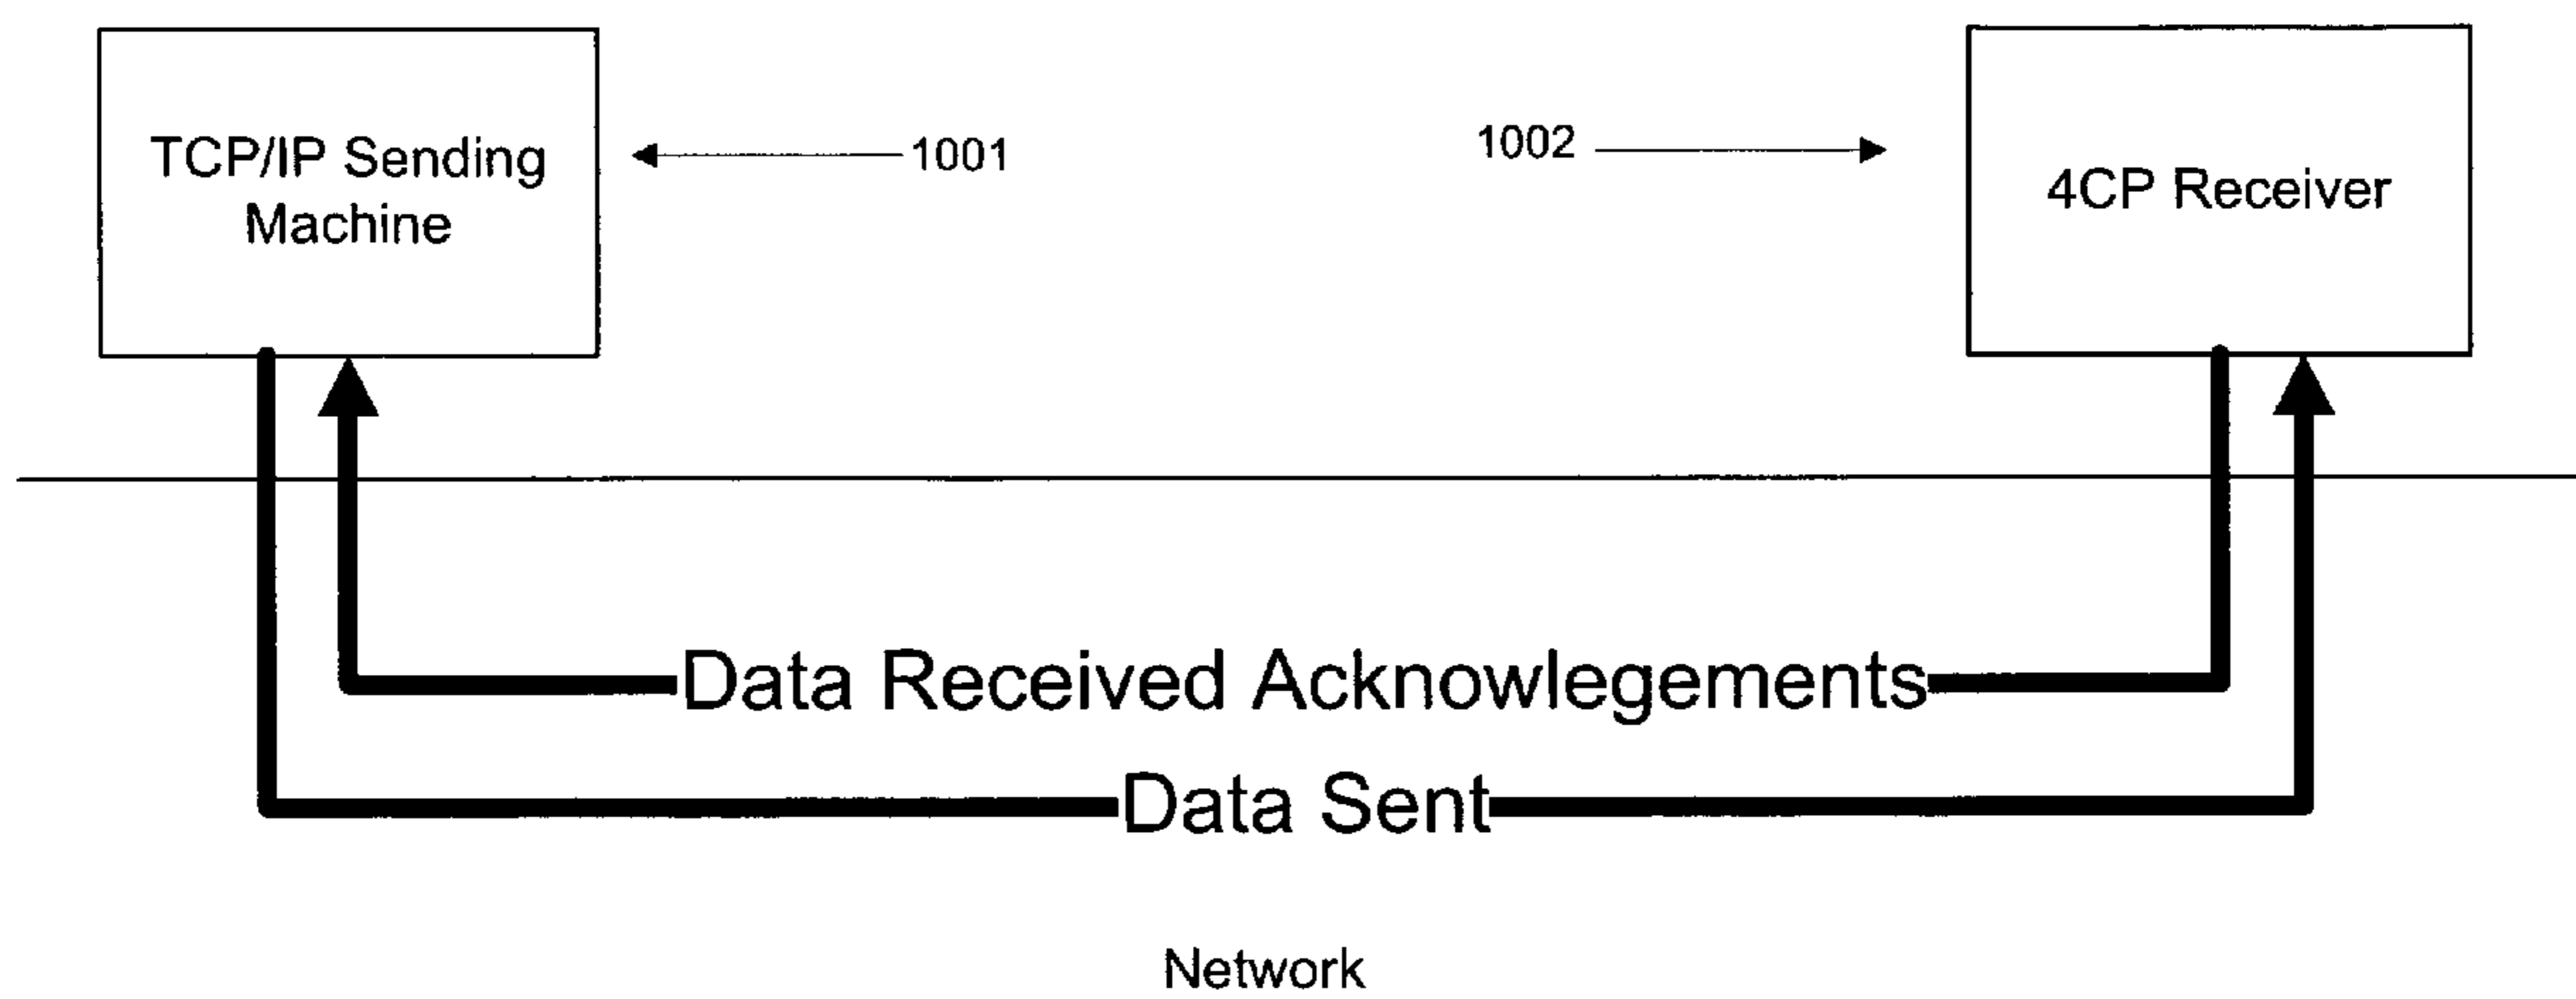 TCP/IP Sending
Machine
1001
1002
4CP Receiver
Data Received Acknowlegements
Data Sent
Network